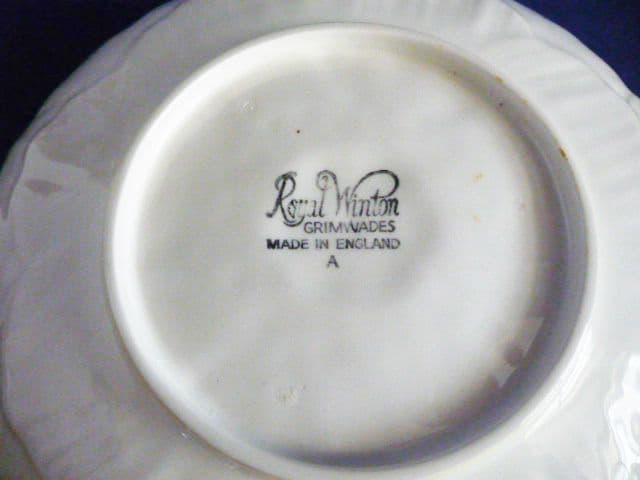 Royal Winton
GRIMWADES
MADE IN ENGLAND
A